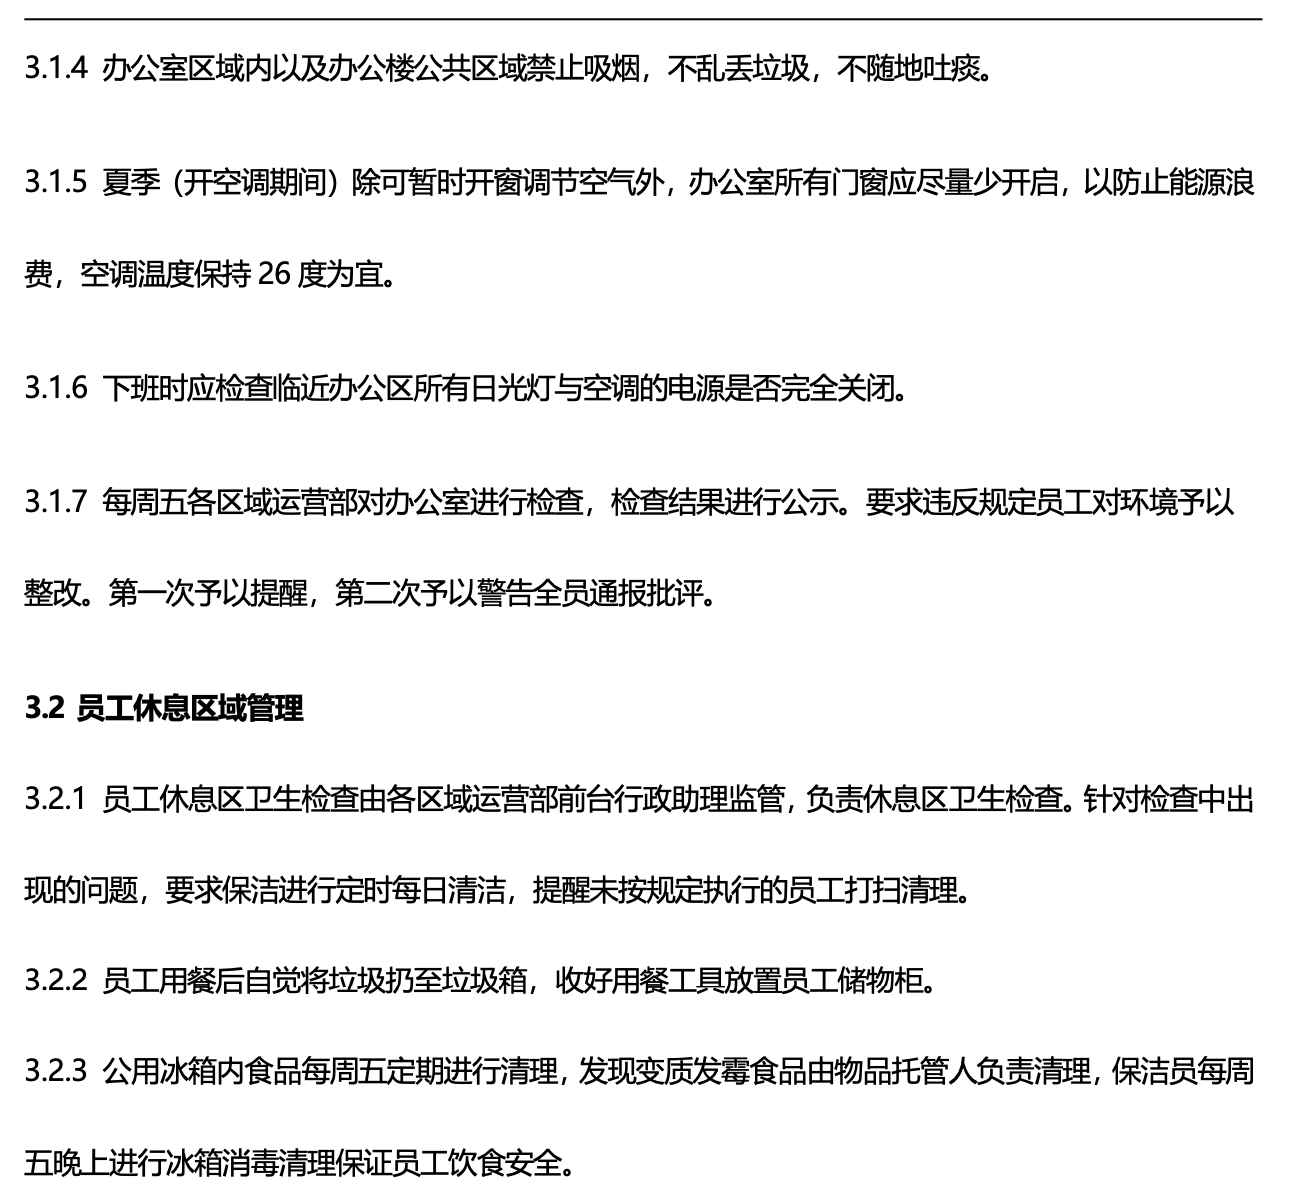 3.1.4 办公室区域内以及办公楼公共区域禁止吸烟，不乱丢垃圾，不随地吐痰。
3.1.5 夏季（开空调期间）除可暂时开窗调节空气外，办公室所有门窗应尽量少开启，以防止能源浪
费，空调温度保持 26 度为宜。
3.1.6 下班时应检查临近办公区所有日光灯与空调的电源是否完全关闭。
3.1.7 每周五各区域运营部对办公室进行检查，检查结果进行公示。要求违反规定员工对环境予以
整改。第一次予以提醒，第二次予以警告全员通报批评。
3.2 员工休息区域管理
3.2.1 员工休息区卫生检查由各区域运营部前台行政助理监管，负责休息区卫生检查。针对检查中出
现的问题，要求保洁进行定时每日清洁，提醒未按规定执行的员工打扫清理。
3.2.2 员工用餐后自觉将垃圾扔至垃圾箱，收好用餐工具放置员工储物柜。
3.2.3 公用冰箱内食品每周五定期进行清理，发现变质发霉食品由物品托管人负责清理，保洁员每周
五晚上进行冰箱消毒清理保证员工饮食安全。